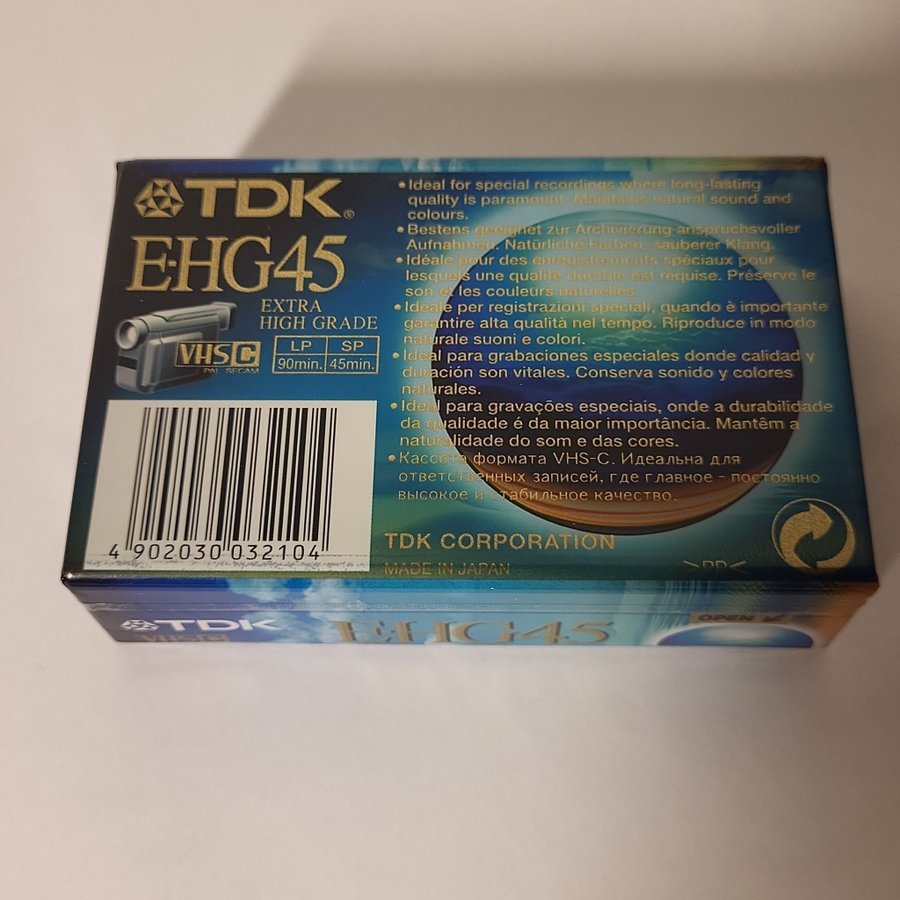 TDK®
E-HG45
EXTRA
HIGH GRADE
VHS C
PAL SECAM
LP SP
90min. 45min.
4 902030 032104
•Ideal for special recordings where long-lasting
quality is paramount. Maintains natural sound and
colours.
•Bestens geeignet zur Archivierung anspruchsvoller
Aufnahmen. Natürliche Farben, sauberer Klang.
•Idéale pour des enregistrements spéciaux pour
lesquels une qualité durable est requise. Préserve le
son et les couleurs naturelles.
•Ideale per registrazioni speciali, quando è importante
garantire alta qualità nel tempo. Riproduce in modo
naturale suoni e colori.
•Ideal para grabaciones especiales donde calidad y
duración son vitales. Conserva sonido y colores
naturales.
•Ideal para gravações especiais, onde a durabilidade
da qualidade é da maior importância. Mantêm a
naturalidade do som e das cores.
•Кассета формата VHS-C. Идеальна для
ответственных записей, где главное - постоянно
высокое и стабильное качество.
TDK CORPORATION
MADE IN JAPAN
>PP<
TDK
VHS C
E-HG45
OPEN